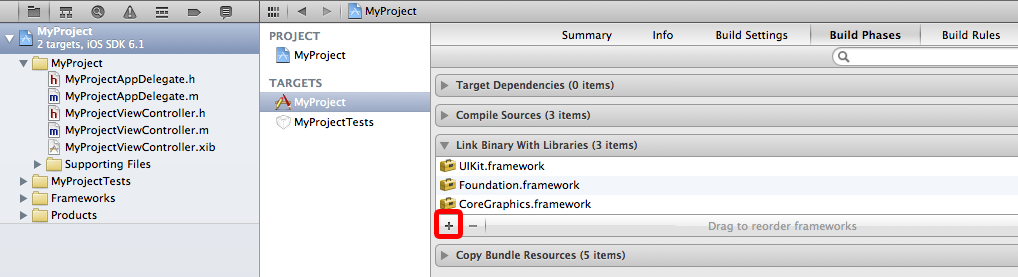 MyProject
MyProject
2 targets, iOS SDK 6.1
MyProject
MyProjectAppDelegate.h
MyProjectAppDelegate.m
MyProjectViewController.h
MyProjectViewController.m
MyProjectViewController.xib
Supporting Files
MyProjectTests
Frameworks
Products
PROJECT
MyProject
TARGETS
MyProject
MyProjectTests
Summary Info Build Settings Build Phases Build Rules
Target Dependencies (0 items)
Compile Sources (3 items)
Link Binary With Libraries (3 items)
UIKit.framework
Foundation.framework
CoreGraphics.framework
Drag to reorder frameworks
Copy Bundle Resources (5 items)